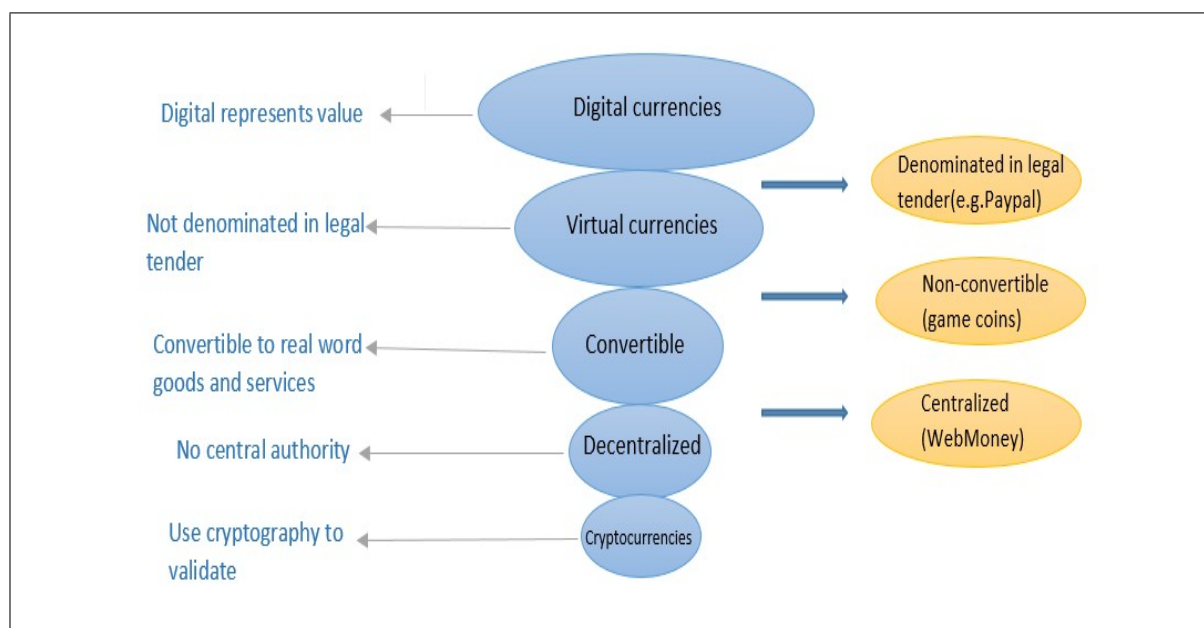 Digital currencies
Digital represents value
Denominated in legal
tender(e.g.Paypal)
Virtual currencies
Not denominated in legal
tender
Non-convertible
(game coins)
Convertible
Convertible to real word
goods and services
Centralized
(WebMoney)
Decentralized
No central authority
Cryptocurrencies
Use cryptography to
validate